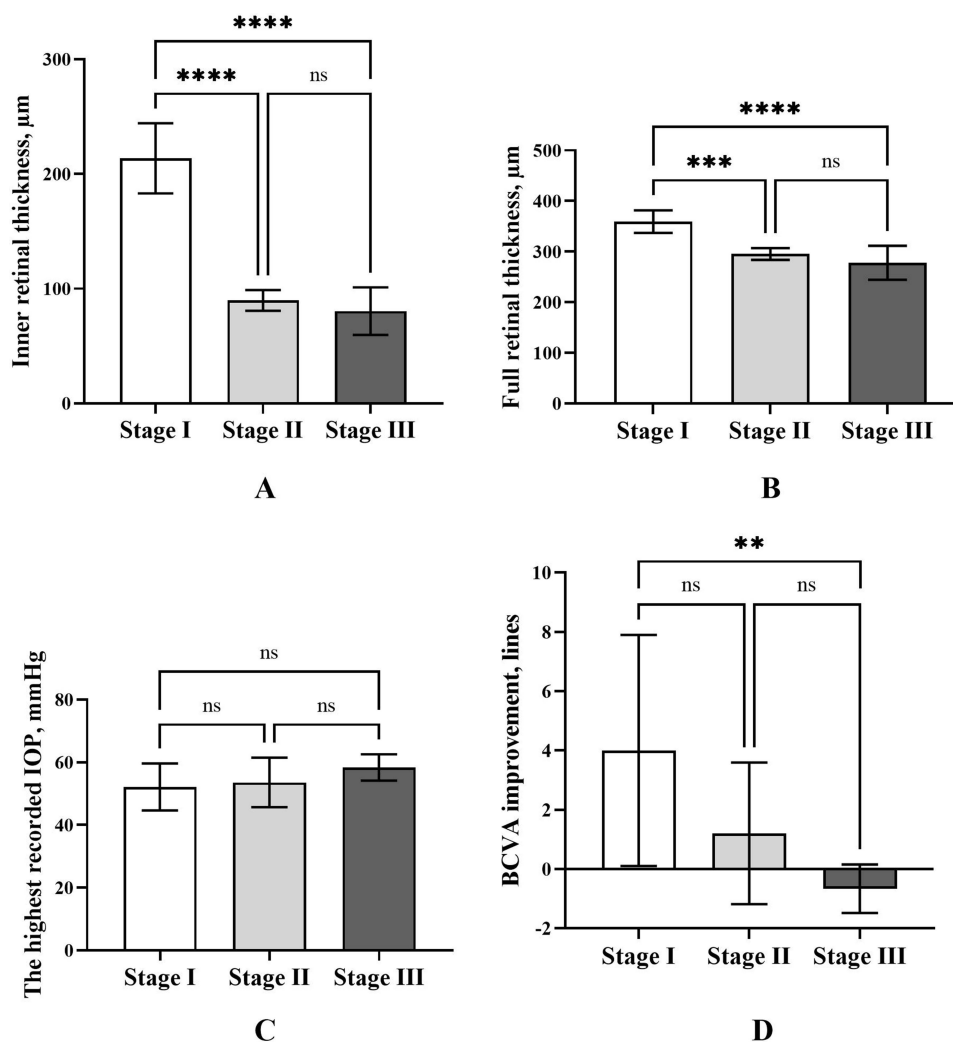 ****
300
****
ns
Inner retinal thickness, μm
200
100
0
Stage I Stage II Stage III
A
****
500
***
ns
Full retinal thickness, μm
400
300
200
100
0
Stage I Stage II Stage III
B
ns
80
ns ns
The highest recorded IOP, mmHg
60
40
20
0
Stage I Stage II Stage III
C
**
10
ns ns
BCVA improvement, lines
8
6
4
2
0
-2
Stage I Stage II Stage III
D